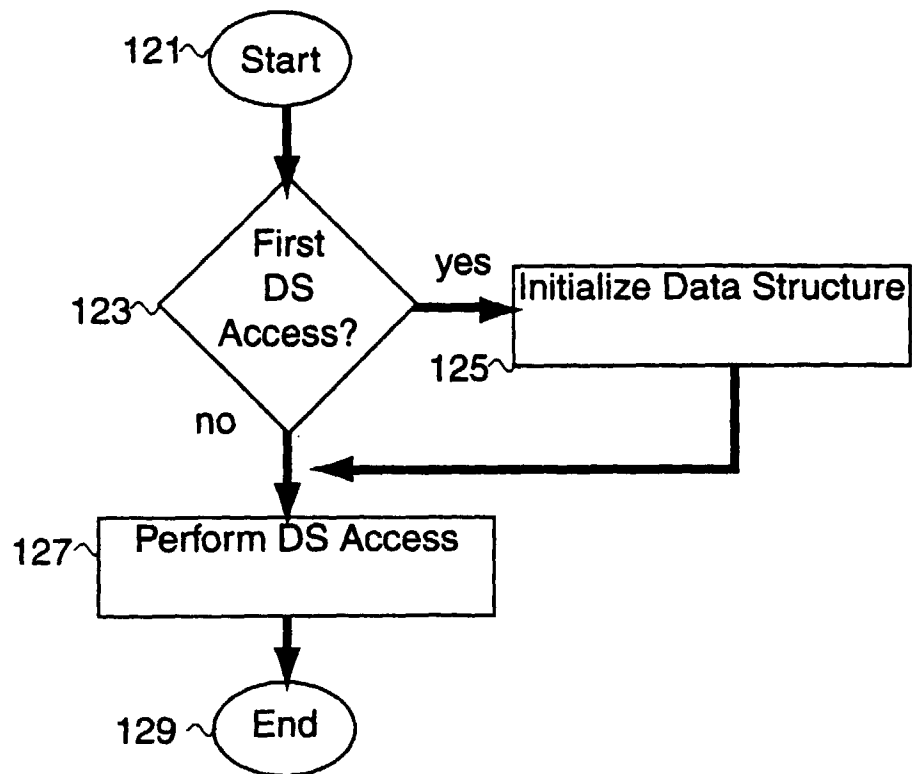 121
Start
First
DS
Access?
123
yes
Initialize Data Structure
125
no
Perform DS Access
127
End
129